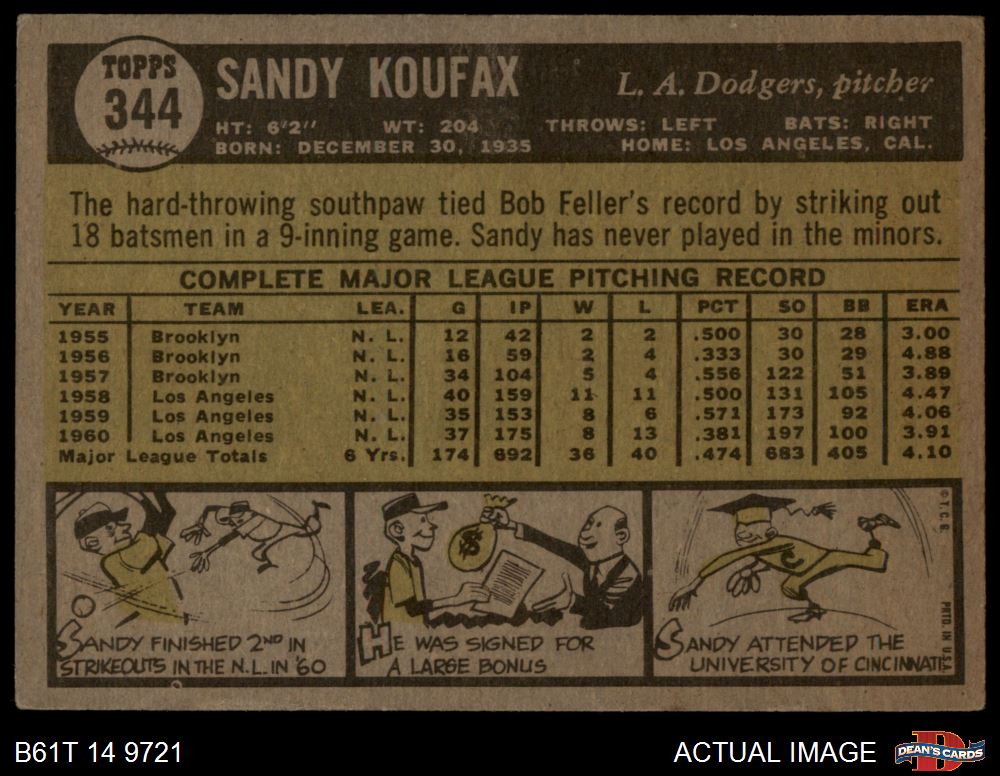 TOPPS
344
SANDY KOUFAX
L. A. Dodgers, pitcher
HT: 6'2" WT: 204 THROWS: LEFT BATS: RIGHT
BORN: DECEMBER 30, 1935 HOME: LOS ANGELES, CAL.
The hard-throwing southpaw tied Bob Feller's record by striking out
18 batsmen in a 9-inning game. Sandy has never played in the minors.
COMPLETE MAJOR LEAGUE PITCHING RECORD
YEAR TEAM LEA. G IP W L PCT SO BB ERA
1955 Brooklyn N. L. 12 42 2 2 .500 30 28 3.00
1956 Brooklyn N. L. 16 59 2 4 .333 30 29 4.88
1957 Brooklyn N. L. 34 104 5 4 .556 122 51 3.89
1958 Los Angeles N. L. 40 159 11 11 .500 131 105 4.47
1959 Los Angeles N. L. 35 153 8 6 .571 173 92 4.06
1960 Los Angeles N. L. 37 175 8 13 .381 197 100 3.91
Major League Totals 6 Yrs. 174 692 36 40 .474 683 405 4.10
$
SANDY FINISHED 2ND IN
STRIKEOUTS IN THE N.L. IN '60
HE WAS SIGNED FOR
A LARGE BONUS
C
SANDY ATTENDED THE
UNIVERSITY OF CINCINNATI.
© T. C. G.
PRTD. IN U.S.A.
B61T 14 9721
ACTUAL IMAGE
DEAN'S CARDS